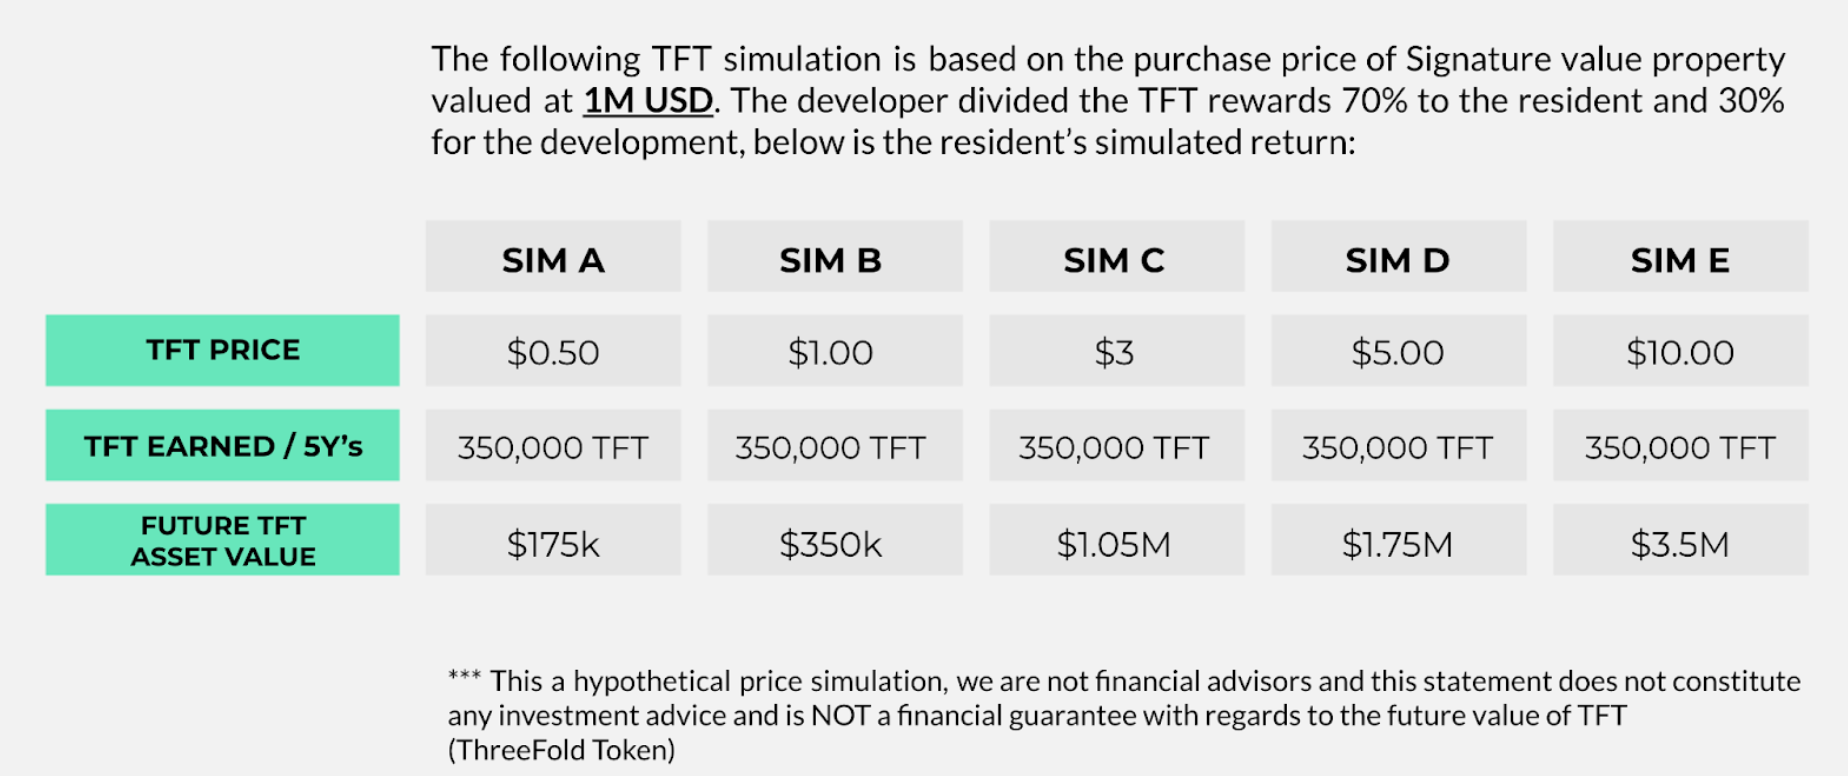 The following TFT simulation is based on the purchase price of Signature value property
valued at 1M USD. The developer divided the TFT rewards 70% to the resident and 30%
for the development, below is the resident’s simulated return:
SIM A SIM B SIM C SIM D SIM E
TFT PRICE $0.50 $1.00 $3 $5.00 $10.00
TFT EARNED / 5Y’s 350,000 TFT 350,000 TFT 350,000 TFT 350,000 TFT 350,000 TFT
FUTURE TFT
ASSET VALUE $175k $350k $1.05M $1.75M $3.5M
*** This a hypothetical price simulation, we are not financial advisors and this statement does not constitute
any investment advice and is NOT a financial guarantee with regards to the future value of TFT
(ThreeFold Token)